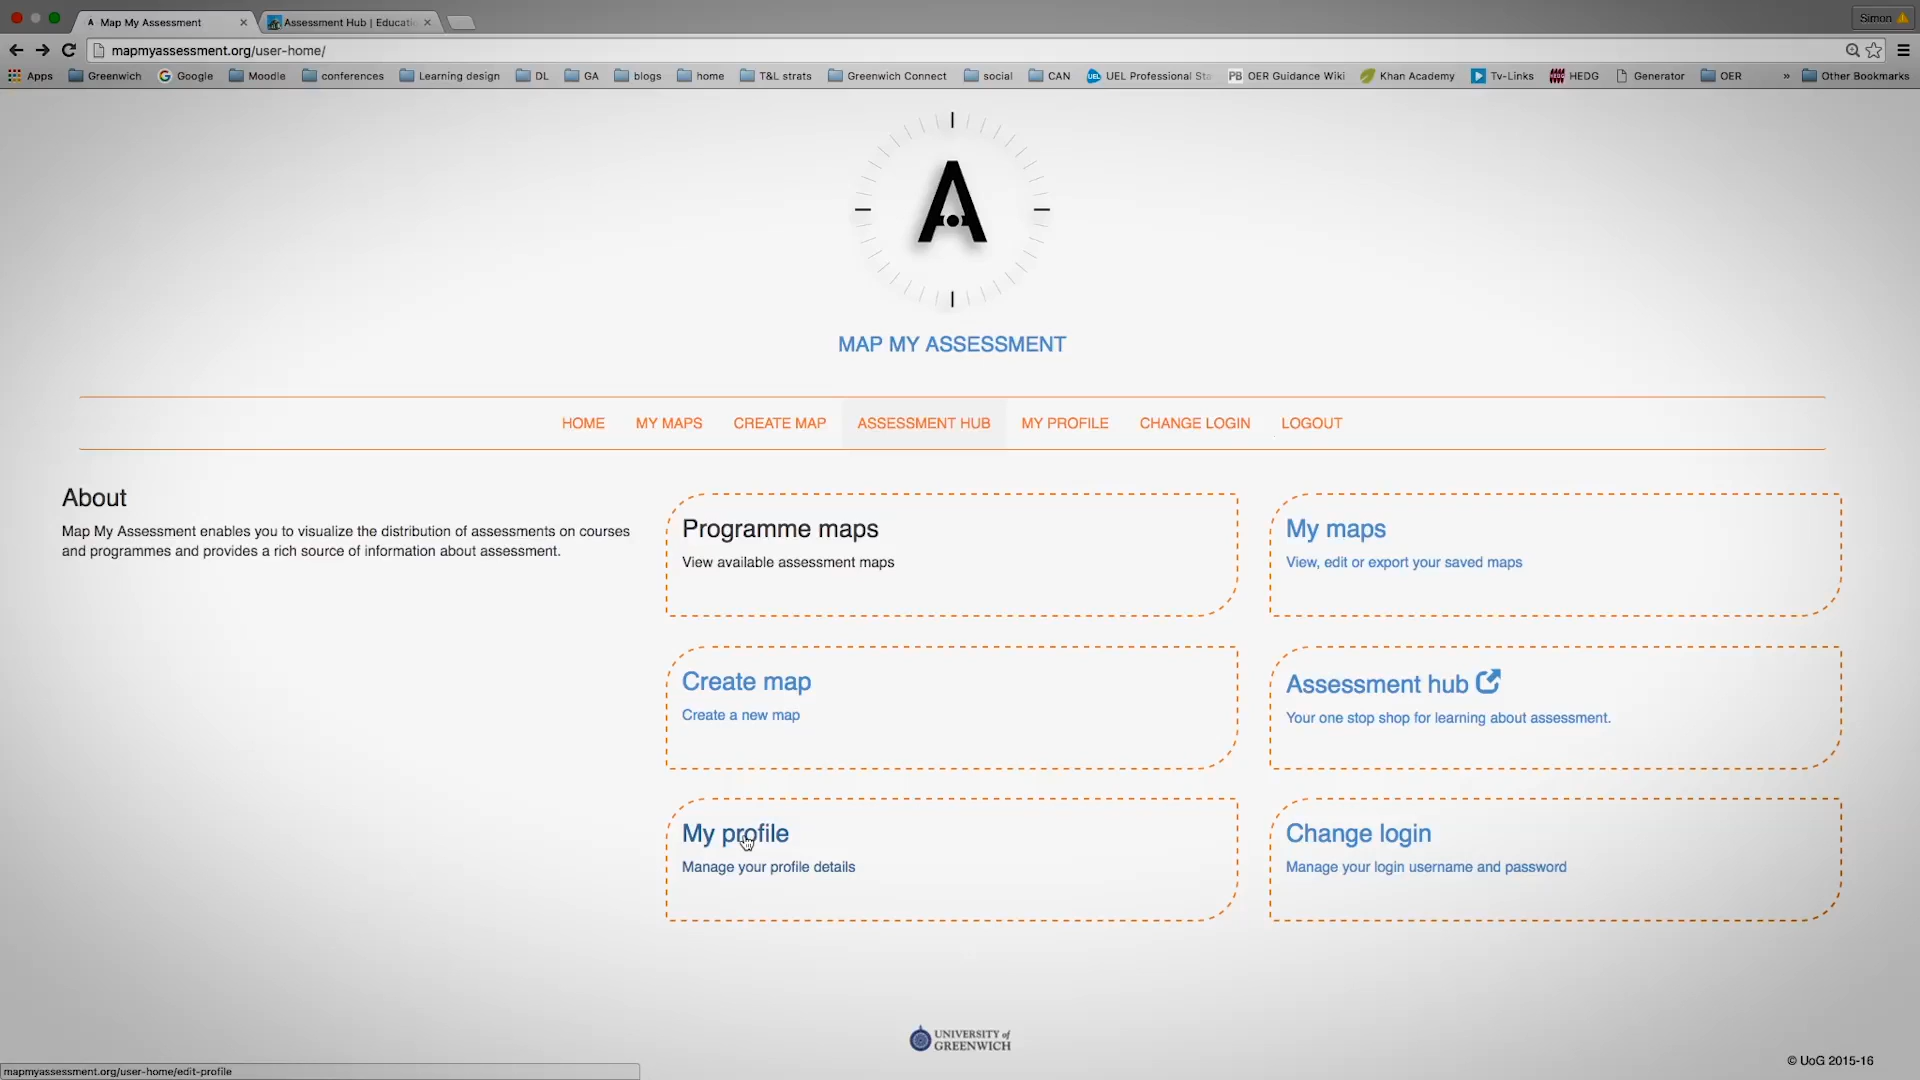 A Map My Assessment
Assessment Hub | Educatio
Simon
mapmyassessment.org/user-home/
Apps Greenwich Google Moodle conferences Learning design DL GA blogs home T&L strats Greenwich Connect social CAN UEL UEL Professional Sta PB OER Guidance Wiki Khan Academy Tv-Links HEDG Generator OER » Other Bookmarks
A
MAP MY ASSESSMENT
HOME MY MAPS CREATE MAP ASSESSMENT HUB MY PROFILE CHANGE LOGIN LOGOUT
About
Map My Assessment enables you to visualize the distribution of assessments on courses
and programmes and provides a rich source of information about assessment.
Programme maps
View available assessment maps
My maps
View, edit or export your saved maps
Create map
Create a new map
Assessment hub
Your one stop shop for learning about assessment.
My profile
Manage your profile details
Change login
Manage your login username and password
UNIVERSITY of
GREENWICH
© UoG 2015-16
mapmyassessment.org/user-home/edit-profile